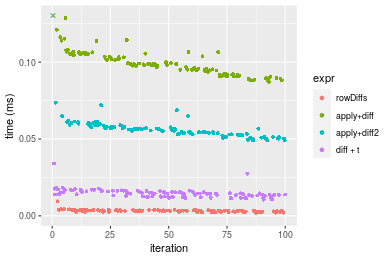 0.10
0.05
0.00
time (ms)
0
25
50
75
100
iteration
expr
rowDiffs
apply+diff
apply+diff2
diff + t